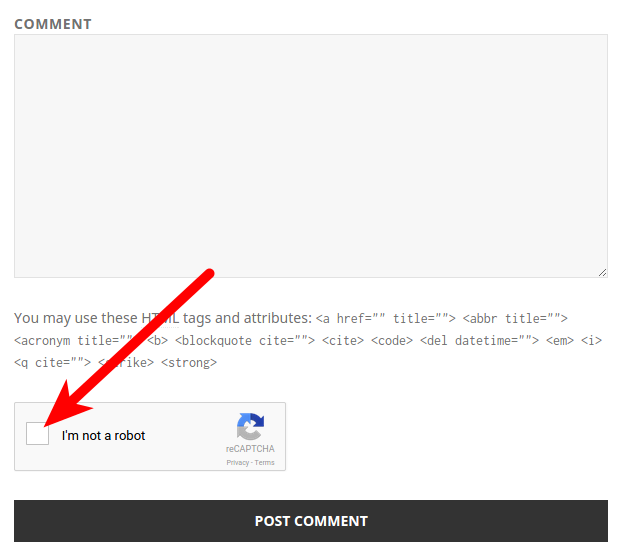 COMMENT
You may use these HTML tags and attributes: <a href="" title=""> <abbr title="">
<acronym title=""> <b> <blockquote cite=""> <cite> <code> <del datetime=""> <em> <i>
<q cite=""> <strike> <strong>
I'm not a robot
reCAPTCHA
Privacy - Terms
POST COMMENT